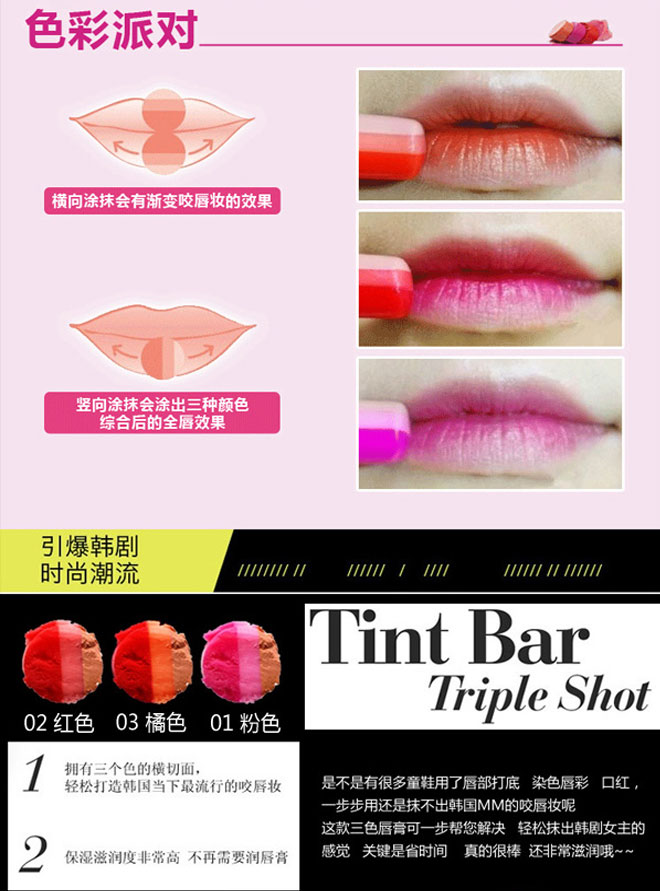 色彩派对
横向涂抹会有渐变咬唇妆的效果
竖向涂抹会涂出三种颜色
综合后的全唇效果
引爆韩剧
时尚潮流
//////// // ////// / //// ////// // //////
02 红色 03 橘色 01 粉色
Tint Bar
Triple Shot
1 拥有三个色的横切面，
轻松打造韩国当下最流行的咬唇妆
2 保湿滋润度非常高 不再需要润唇膏
是不是有很多童鞋用了唇部打底 染色唇彩 口红，
一步步用还是抹不出韩国MM的咬唇妆呢
这款三色唇膏可一步帮您解决 轻松抹出韩剧女主的
感觉 关键是省时间 真的很棒 还非常滋润哦~~